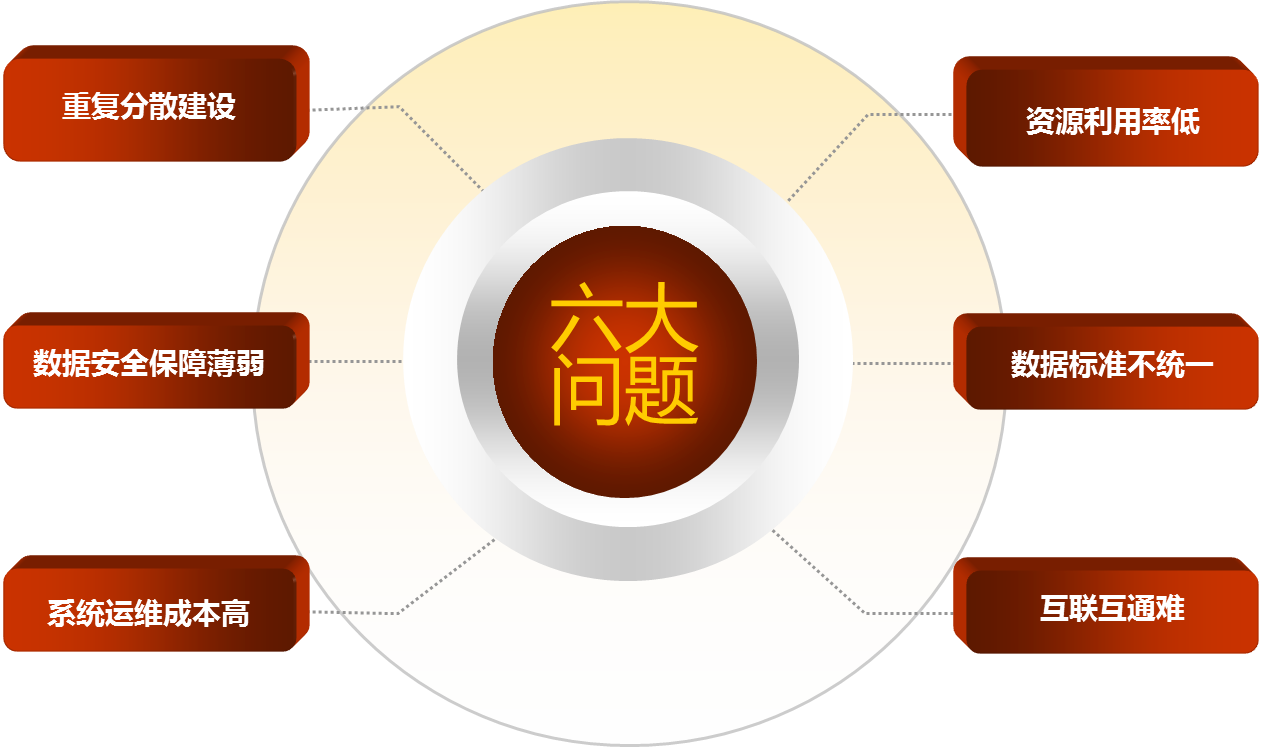 重复分散建设
资源利用率低
六大
问题
数据安全保障薄弱
数据标准不统一
系统运维成本高
互联互通难